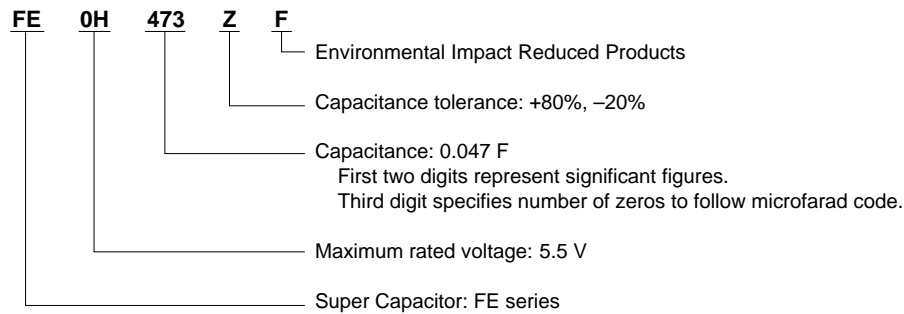 FE 0H 473 Z F
Environmental Impact Reduced Products
Capacitance tolerance: +80%, –20%
Capacitance: 0.047 F
First two digits represent significant figures.
Third digit specifies number of zeros to follow microfarad code.
Maximum rated voltage: 5.5 V
Super Capacitor: FE series